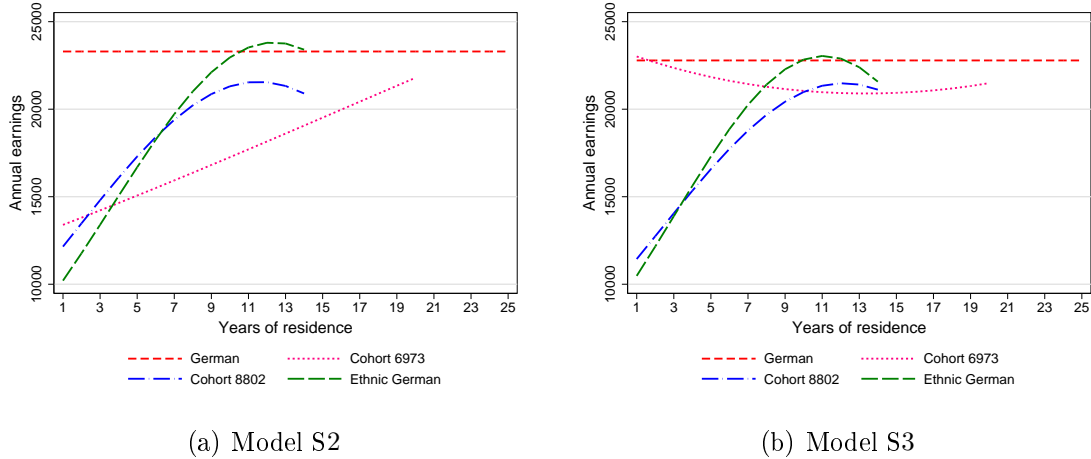 25000
20000
15000
10000
Annual earnings
1 3 5 7 9 11 13 15 17 19 21 23 25
Years of residence
German Cohort 6973
Cohort 8802 Ethnic German
(a) Model S2
25000
20000
15000
10000
Annual earnings
1 3 5 7 9 11 13 15 17 19 21 23 25
Years of residence
German Cohort 6973
Cohort 8802 Ethnic German
(b) Model S3